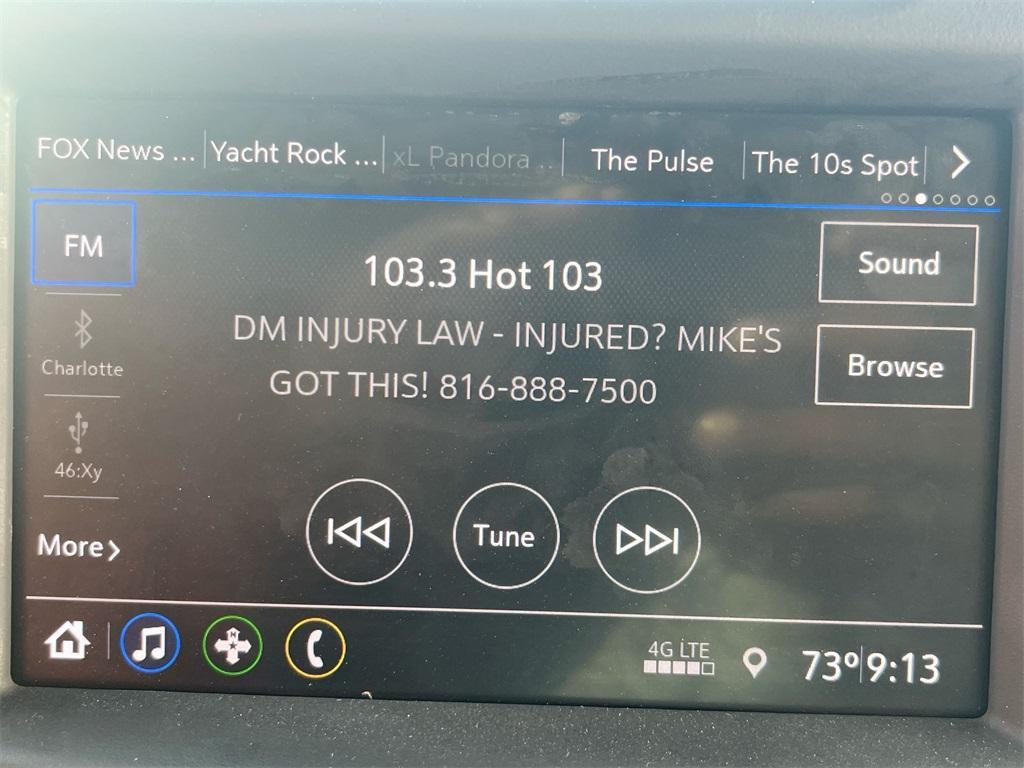 FOX News ... Yacht Rock ... xL Pandora ... The Pulse The 10s Spot
FM
103.3 Hot 103
Sound
DM INJURY LAW - INJURED? MIKE'S
GOT THIS! 816-888-7500
Browse
Charlotte
46:Xy
More
Tune
N
4G LTE
73° 9:13